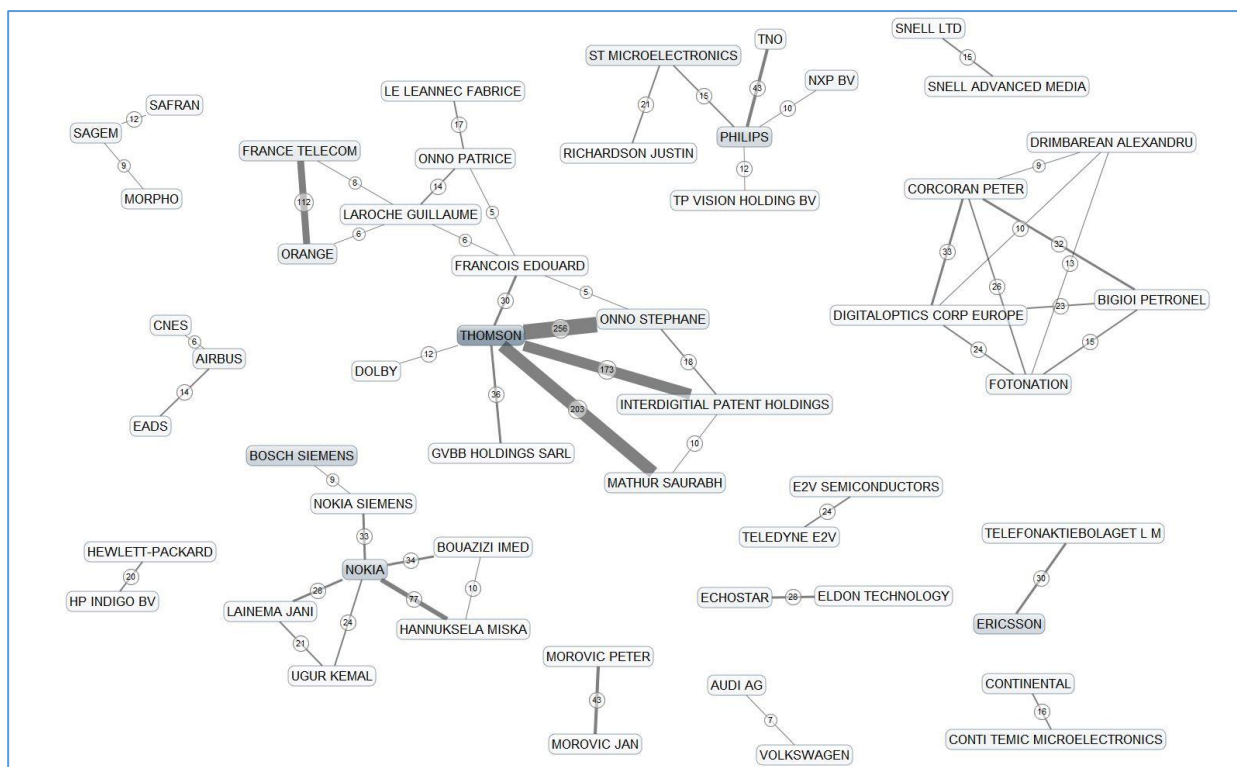 SNELL LTD
15
SNELL ADVANCED MEDIA
TNO
ST MICROELECTRONICS
43
NXP BV
21
15
10
PHILIPS
RICHARDSON JUSTIN
12
TP VISION HOLDING BV
SAFRAN
12
SAGEM
9
MORPHO
LE LEANNEC FABRICE
17
FRANCE TELECOM
ONNO PATRICE
8
14
112
LAROCHE GUILLAUME
5
6
6
ORANGE
FRANCOIS EDOUARD
30
5
ONNO STEPHANE
THOMSON
256
12
DOLBY
173
18
36
203
INTERDIGITIAL PATENT HOLDINGS
10
GVBB HOLDINGS SARL
MATHUR SAURABH
DRIMBAREAN ALEXANDRU
9
CORCORAN PETER
10
32
33
13
26
BIGIOI PETRONEL
DIGITALOPTICS CORP EUROPE
23
24
15
FOTONATION
CNES
6
AIRBUS
14
EADS
BOSCH SIEMENS
9
NOKIA SIEMENS
33
BOUAZIZI IMED
34
NOKIA
28
77
10
LAINEMA JANI
24
HANNUKSELA MISKA
21
UGUR KEMAL
HEWLETT-PACKARD
20
HP INDIGO BV
E2V SEMICONDUCTORS
24
TELEDYNE E2V
TELEFONAKTIEBOLAGET L M
30
ERICSSON
ECHOSTAR
28
ELDON TECHNOLOGY
MOROVIC PETER
43
MOROVIC JAN
AUDI AG
7
VOLKSWAGEN
CONTINENTAL
16
CONTI TEMIC MICROELECTRONICS